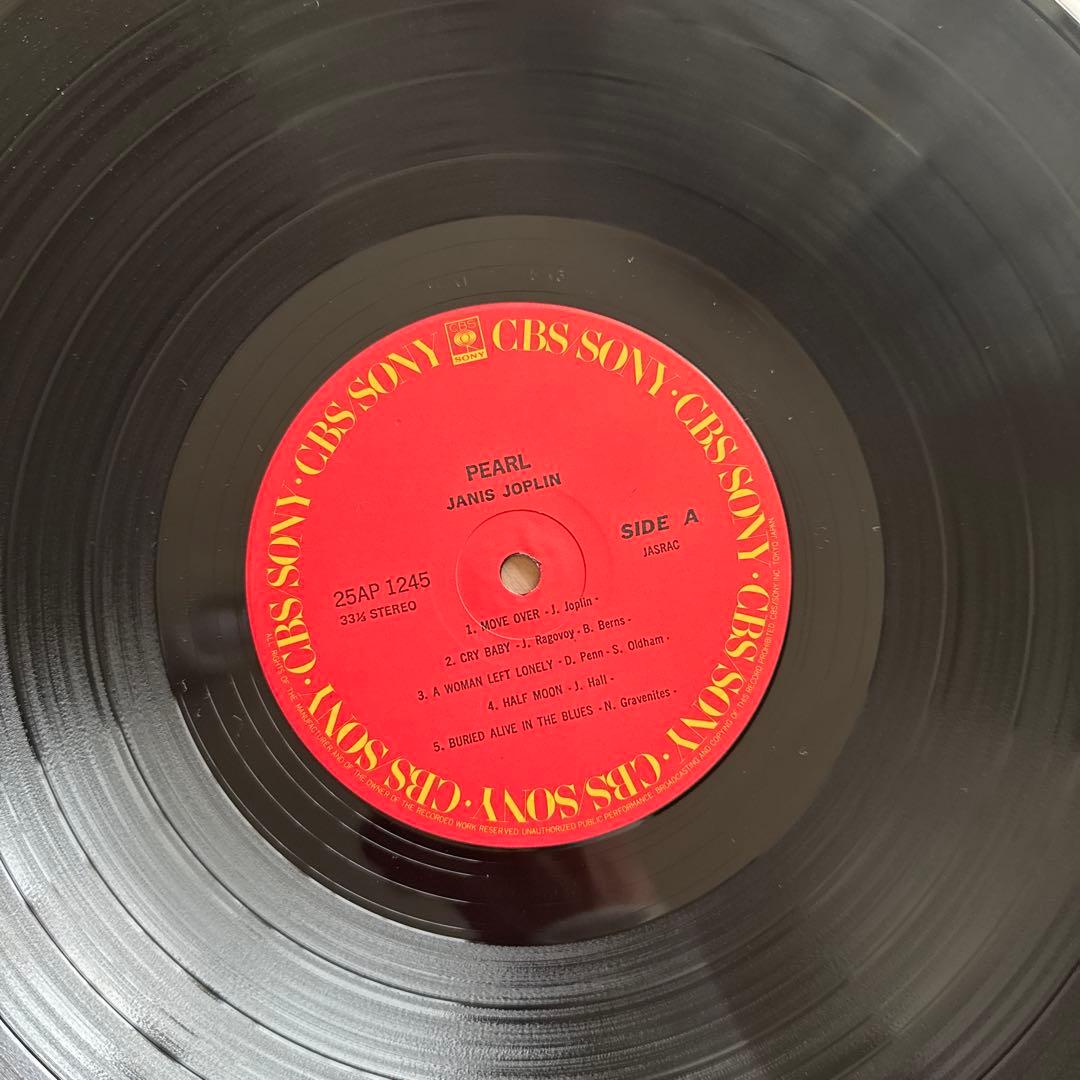 CBS SONY
CBS/SONY · CBS/SONY · CBS/SONY · CBS/SONY · CBS/SONY · CBS/SONY · CBS/SONY · CBS/SONY
PEARL
JANIS JOPLIN
SIDE A
JASRAC
25AP 1245
33⅓ STEREO
1. MOVE OVER - J. Joplin -
2. CRY BABY - J. Ragovoy - B. Berns -
3. A WOMAN LEFT LONELY - D. Penn - S. Oldham -
4. HALF MOON - J. Hall -
5. BURIED ALIVE IN THE BLUES - N. Gravenites -
ALL RIGHTS OF THE MANUFACTURER AND OF THE OWNER OF THE RECORDED WORK RESERVED. UNAUTHORIZED PUBLIC PERFORMANCE, BROADCASTING AND COPYING OF THIS RECORD PROHIBITED. CBS/SONY INC. TOKYO JAPAN.